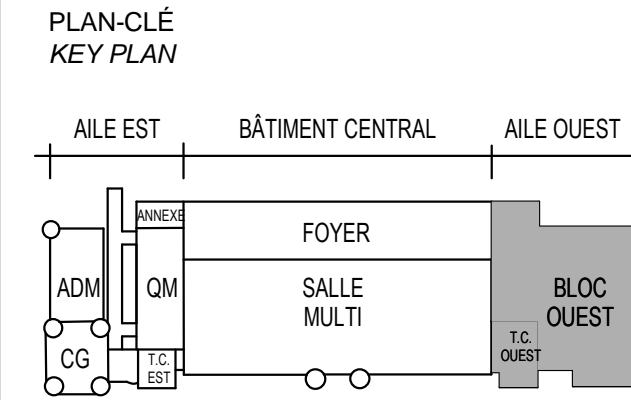 PLAN-CLÉ
KEY PLAN
AILE EST
BÂTIMENT CENTRAL
AILE OUEST
ANNEXE
FOYER
ADM
QM
SALLE
MULTI
BLOC
OUEST
CG
T.C.
EST
T.C.
OUEST